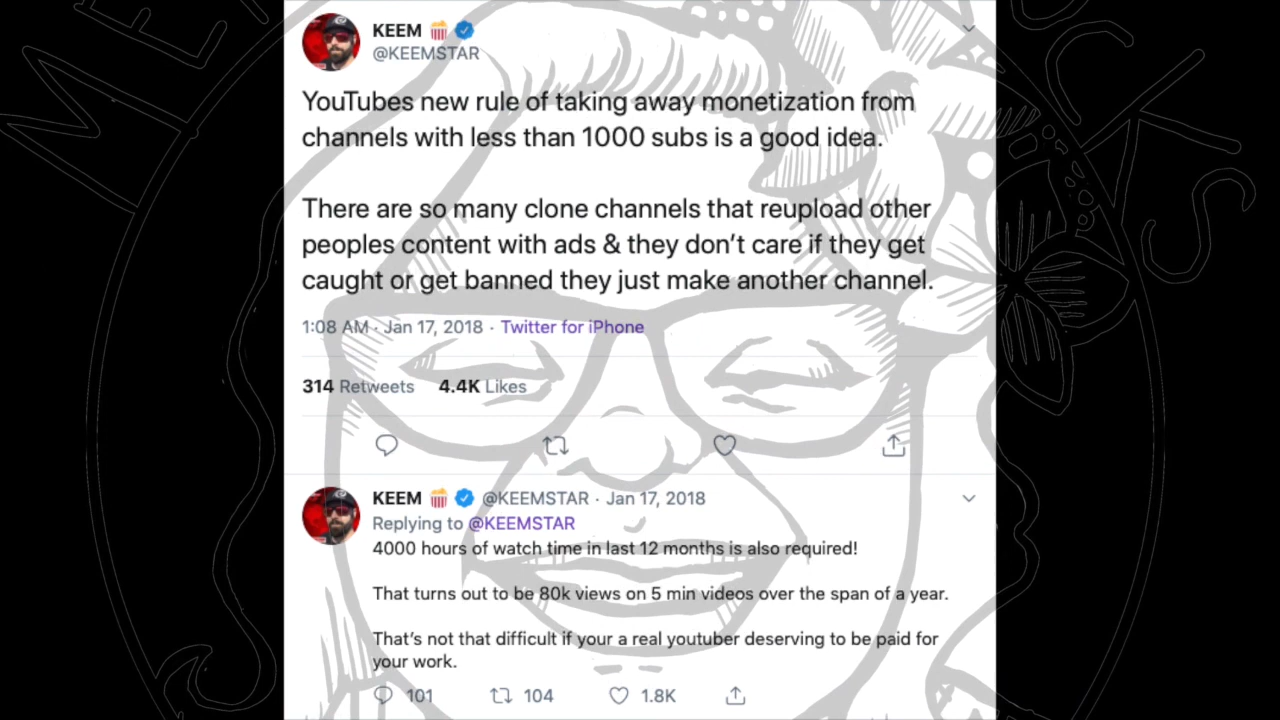 KEEM
@KEEMSTAR
YouTubes new rule of taking away monetization from
channels with less than 1000 subs is a good idea.
There are so many clone channels that reupload other
peoples content with ads & they don't care if they get
caught or get banned they just make another channel.
1:08 AM · Jan 17, 2018 · Twitter for iPhone
314 Retweets 4.4K Likes
KEEM @KEEMSTAR · Jan 17, 2018
Replying to @KEEMSTAR
4000 hours of watch time in last 12 months is also required!
That turns out to be 80k views on 5 min videos over the span of a year.
That's not that difficult if your a real youtuber deserving to be paid for
your work.
101 104 1.8K